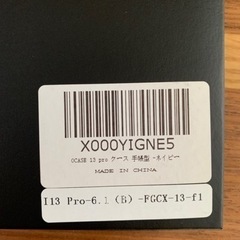 X000YIGNE5
OCASE 13 pro ケース 手帳型 -ネイビー
MADE IN CHINA
I13 Pro-6.1 (B) -FGCX-13-f1